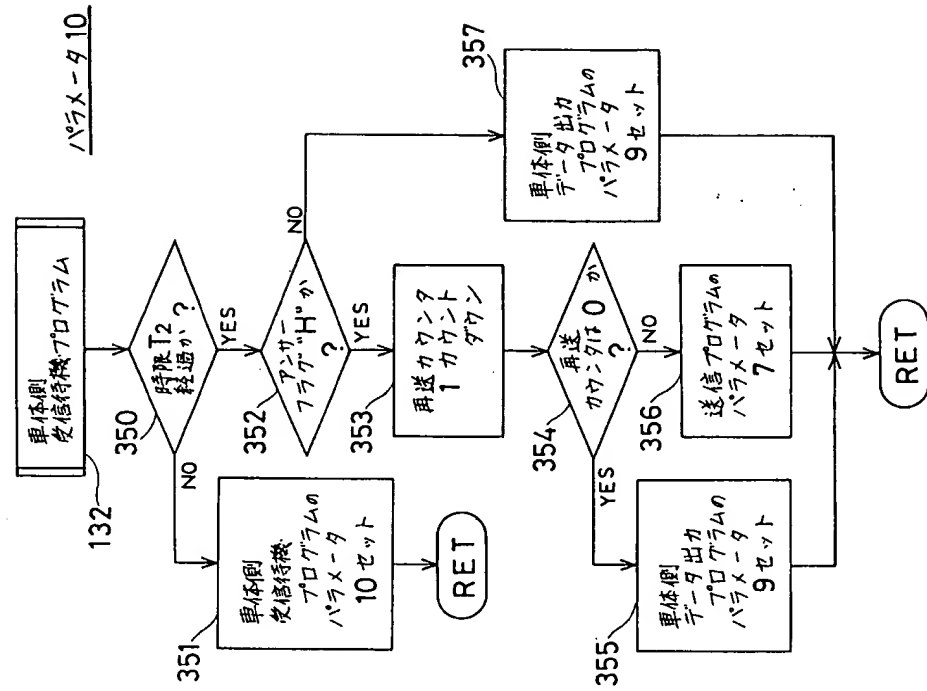 パラメータ10
車体側
受信待機プログラム
132
350
時限T2
経過か?
NO
YES
351
車体側
受信待機
プログラムの
パラメータ
10セット
RET
352
アンサー
フラグ"H"か
?
NO
YES
353
再送カウンタ
1カウント
ダウン
357
車体側
データ出力
プログラムの
パラメータ
9セット
354
再送
カウンタは0か
?
YES
NO
355
車体側
データ出力
プログラムの
パラメータ
9セット
356
送信プログラムの
パラメータ
7セット
RET